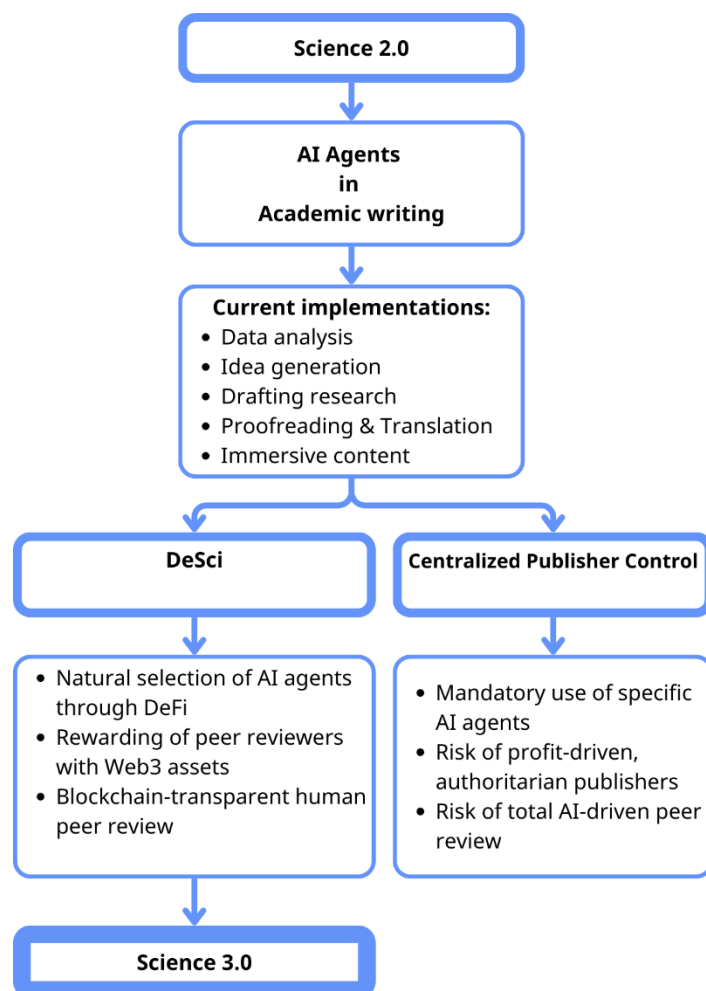 Science 2.0
AI Agents
in
Academic writing
Current implementations:
• Data analysis
• Idea generation
• Drafting research
• Proofreading & Translation
• Immersive content
DeSci
Centralized Publisher Control
• Natural selection of AI agents
through DeFi
• Rewarding of peer reviewers
with Web3 assets
• Blockchain-transparent human
peer review
• Mandatory use of specific
AI agents
• Risk of profit-driven,
authoritarian publishers
• Risk of total AI-driven peer
review
Science 3.0